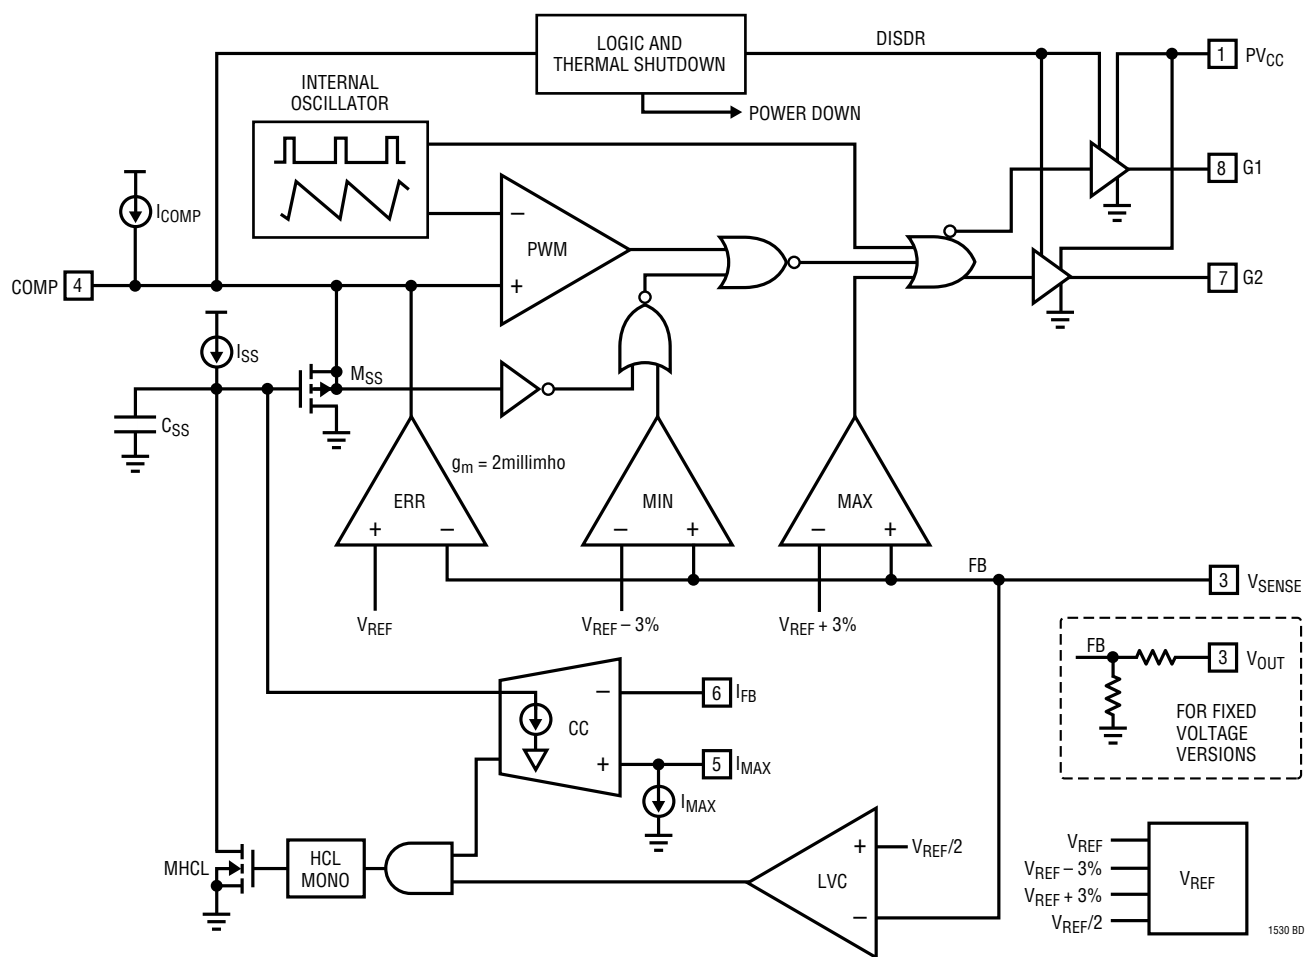 LOGIC AND
THERMAL SHUTDOWN
DISDR
1 PVCC
INTERNAL
OSCILLATOR
POWER DOWN
8 G1
ICOMP
– PWM
COMP 4
+
7 G2
ISS
MSS
CSS
gm = 2millimho
ERR
MIN
MAX
+ –
– +
– +
FB
3 VSENSE
VREF
VREF – 3%
VREF + 3%
FB
3 VOUT
FOR FIXED
VOLTAGE
VERSIONS
– 6 IFB
CC
+ 5 IMAX
IMAX
MHCL
HCL
MONO
+ VREF/2
LVC
–
VREF
VREF – 3%
VREF + 3%
VREF/2
VREF
1530 BD